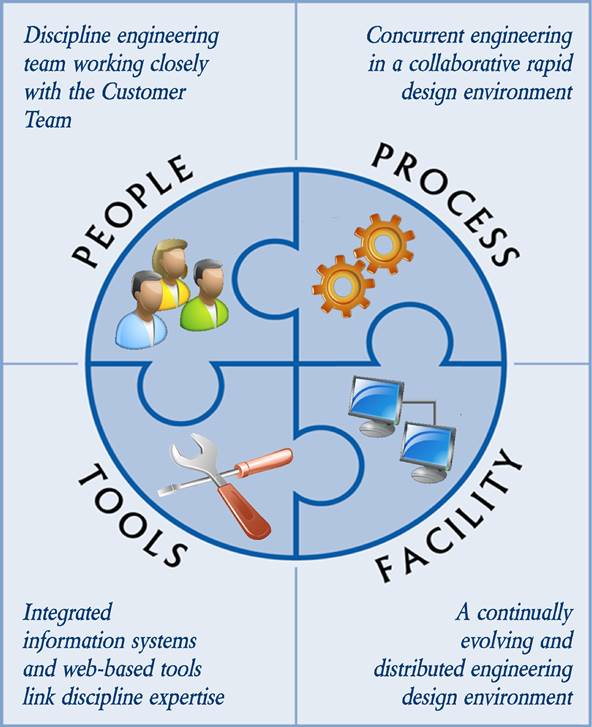 Discipline engineering
team working closely
with the Customer
Team
Concurrent engineering
in a collaborative rapid
design environment
PEOPLE
PROCESS
TOOLS
FACILITY
Integrated
information systems
and web-based tools
link discipline expertise
A continually
evolving and
distributed engineering
design environment